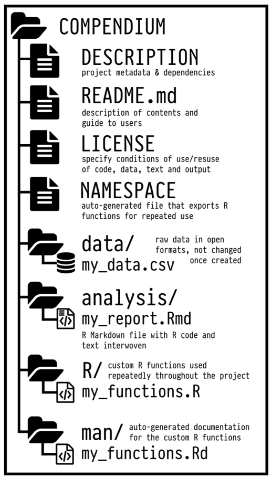 COMPENDIUM
DESCRIPTION
project metadata & dependencies
README.md
description of contents and
guide to users
LICENSE
specify conditions of use/resuse
of code, data, text and output
NAMESPACE
auto-generated file that exports R
functions for repeated use
data/ raw data in open
formats, not changed
once created
my_data.csv
analysis/
my_report.Rmd
R Markdown file with R code and
text interwoven
R/ custom R functions used
repeatedly throughout the project
my_functions.R
man/ auto-generated documentation
for the custom R functions
my_functions.Rd